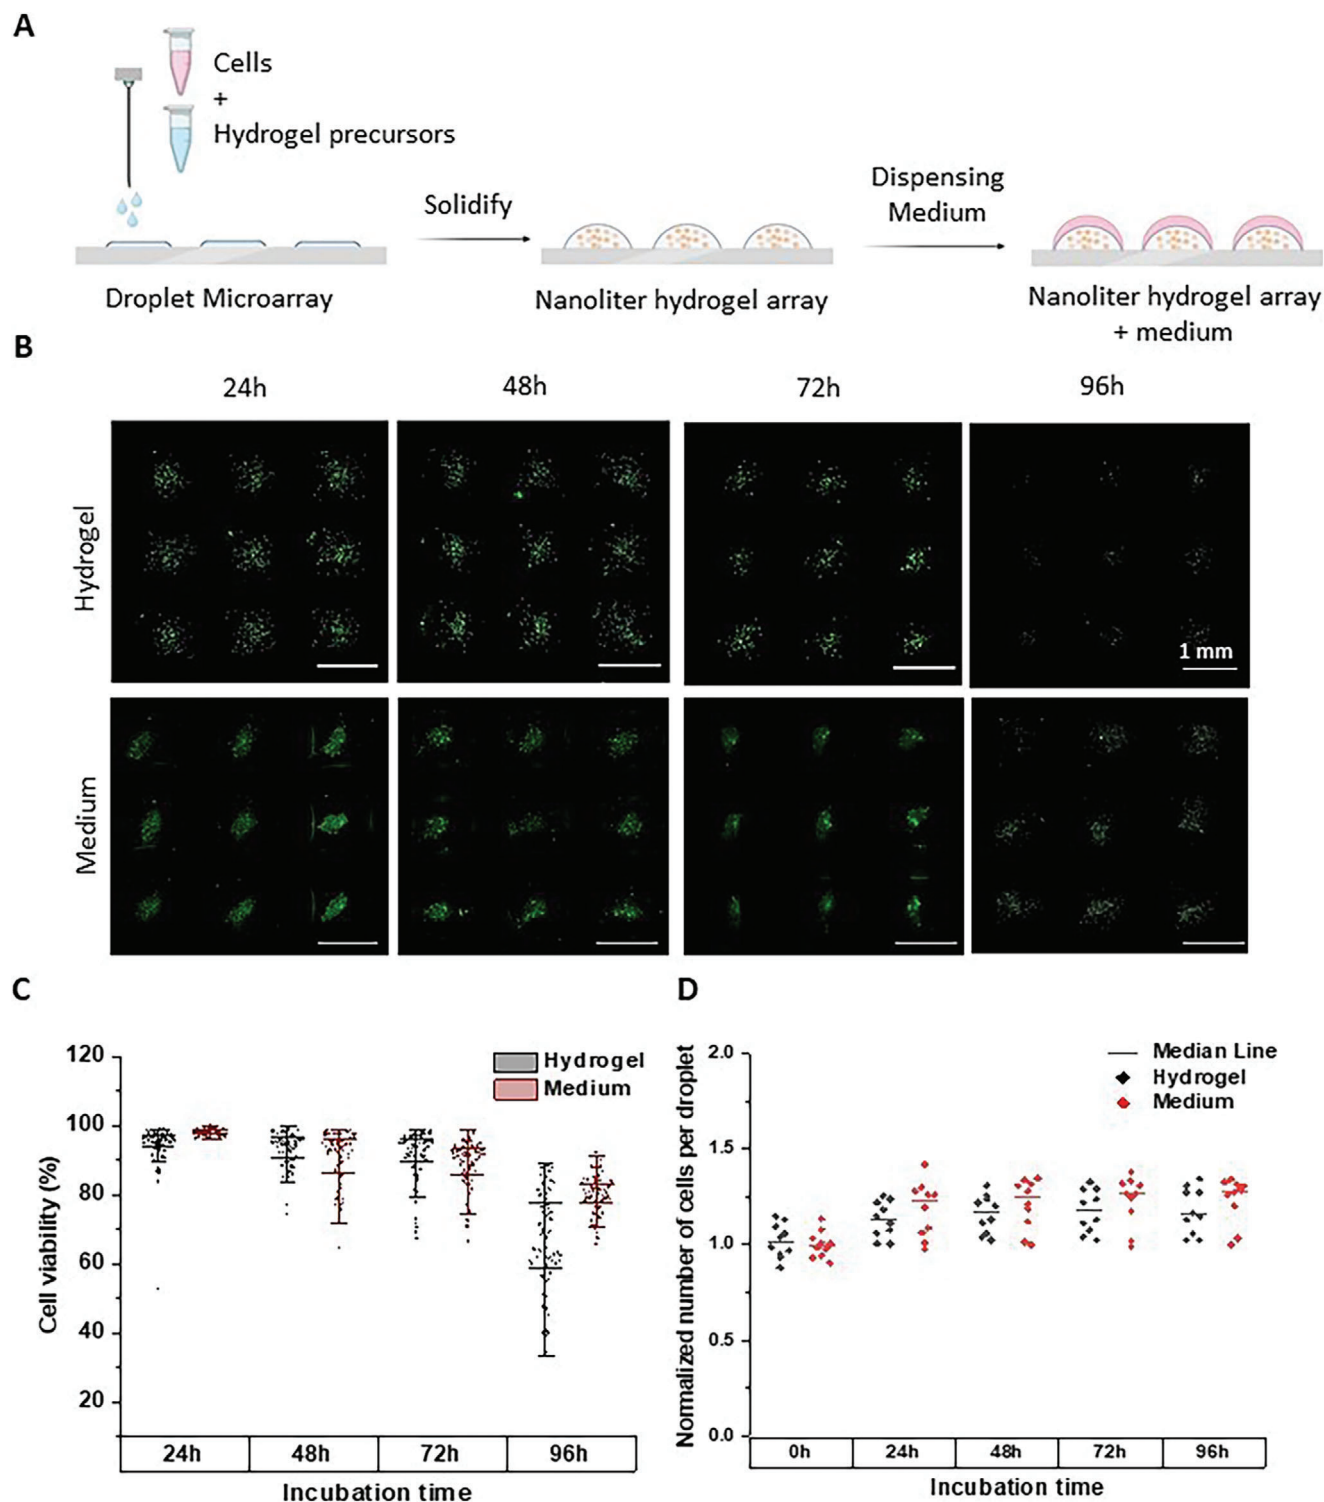 A
Cells
+
Hydrogel precursors
Solidify
Dispensing
Medium
Droplet Microarray
Nanoliter hydrogel array
Nanoliter hydrogel array
+ medium
B
24h
48h
72h
96h
Hydrogel
1 mm
Medium
C
120
100
80
60
40
20
Cell viability (%)
Hydrogel
Medium
24h
48h
72h
96h
Incubation time
D
2.0
1.5
1.0
0.5
0.0
Normalized number of cells per droplet
Median Line
Hydrogel
Medium
0h
24h
48h
72h
96h
Incubation time